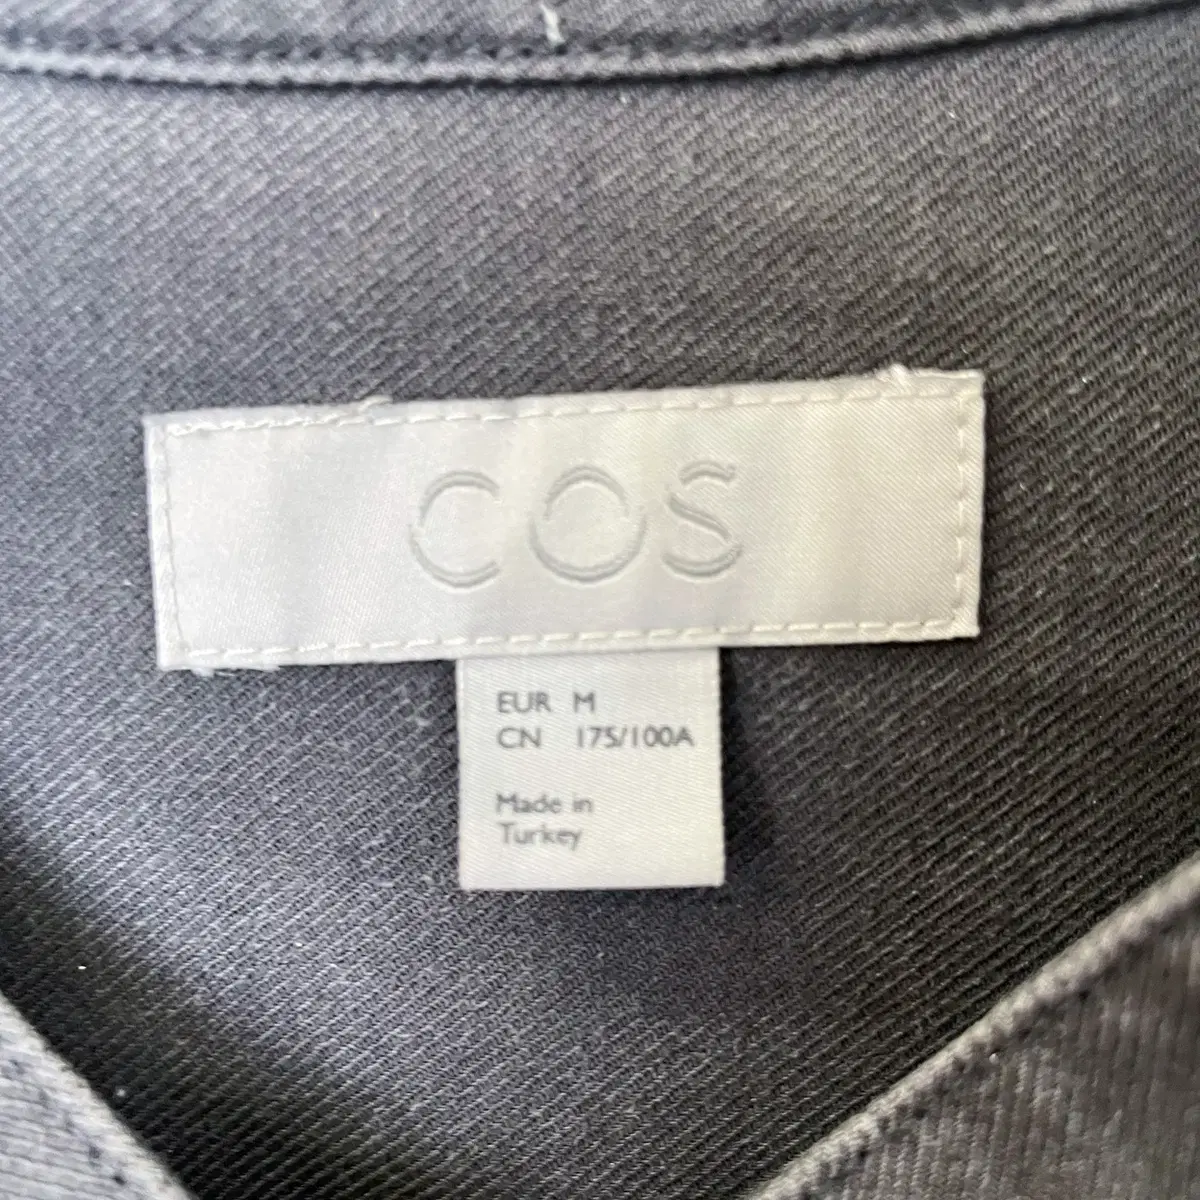 COS
EUR M
CN 175/100A
Made in
Turkey